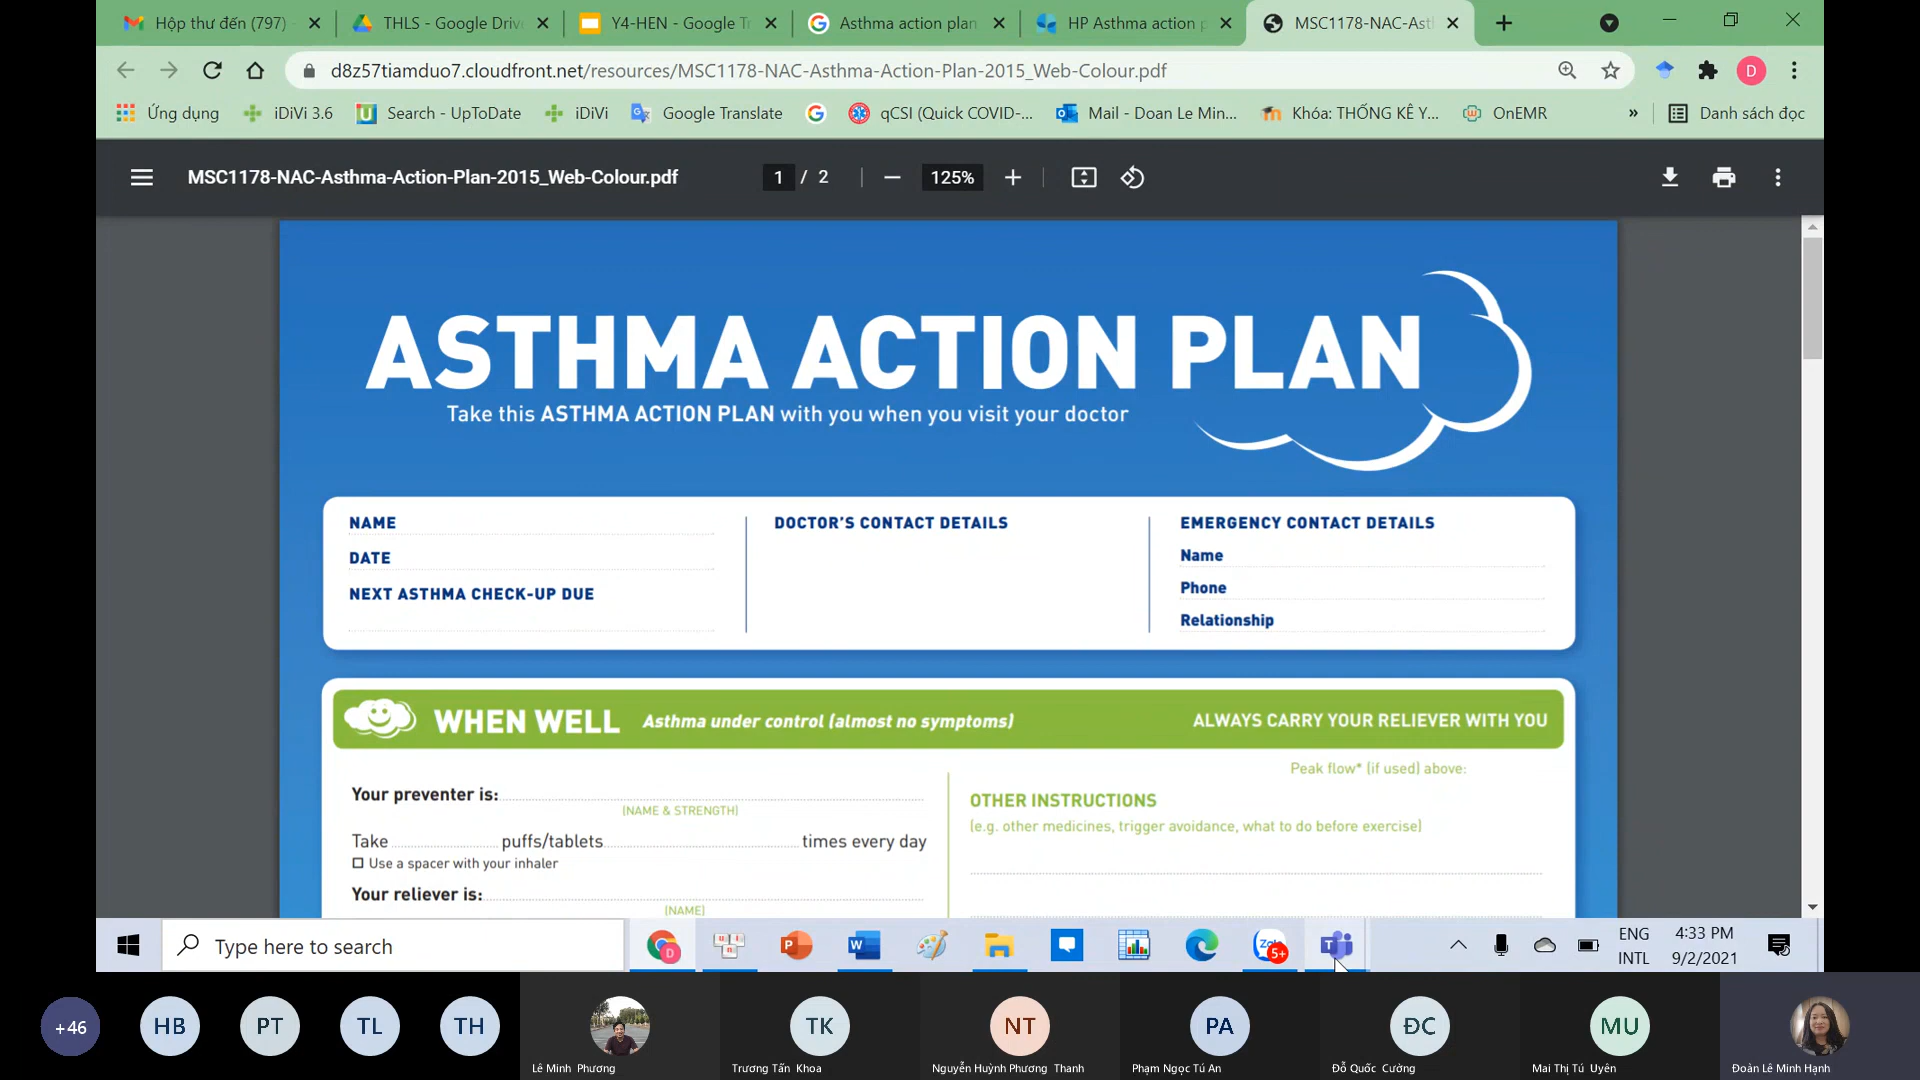 Hộp thư đến (797)
THLS - Google Driv
Y4-HEN - Google T
Asthma action plan
HP Asthma action p
MSC1178-NAC-Ast
d8z57tiamduo7.cloudfront.net/resources/MSC1178-NAC-Asthma-Action-Plan-2015_Web-Colour.pdf
D
Ứng dụng
iDiVi 3.6
Search - UpToDate
iDiVi
Google Translate
qCSI (Quick COVID-...
Mail - Doan Le Min...
Khóa: THỐNG KÊ Y...
OnEMR
»
Danh sách đọc
MSC1178-NAC-Asthma-Action-Plan-2015_Web-Colour.pdf
1 / 2
125%
ASTHMA ACTION PLAN
Take this ASTHMA ACTION PLAN with you when you visit your doctor
NAME
DATE
NEXT ASTHMA CHECK-UP DUE
DOCTOR'S CONTACT DETAILS
EMERGENCY CONTACT DETAILS
Name
Phone
Relationship
WHEN WELL Asthma under control (almost no symptoms) ALWAYS CARRY YOUR RELIEVER WITH YOU
Peak flow* (if used) above:
Your preventer is:
(NAME & STRENGTH)
Take puffs/tablets times every day
Use a spacer with your inhaler
Your reliever is:
(NAME)
OTHER INSTRUCTIONS
(e.g. other medicines, trigger avoidance, what to do before exercise)
Type here to search
D
P
W
Zalo
5+
T
ENG
INTL
4:33 PM
9/2/2021
+46
HB
PT
TL
TH
Lê Minh Phương
TK
Trương Tấn Khoa
NT
Nguyễn Huỳnh Phương Thanh
PA
Phạm Ngọc Tú An
ĐC
Đỗ Quốc Cường
MU
Mai Thị Tú Uyên
Đoàn Lê Minh Hạnh